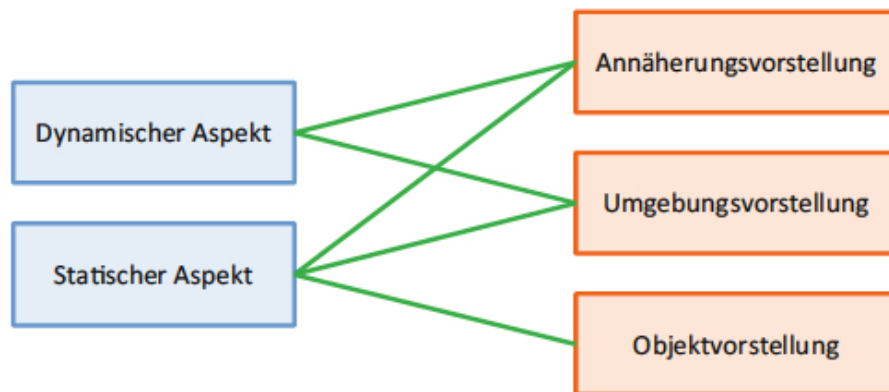 Dynamischer Aspekt
Statischer Aspekt
Annäherungsvorstellung
Umgebungsvorstellung
Objektvorstellung